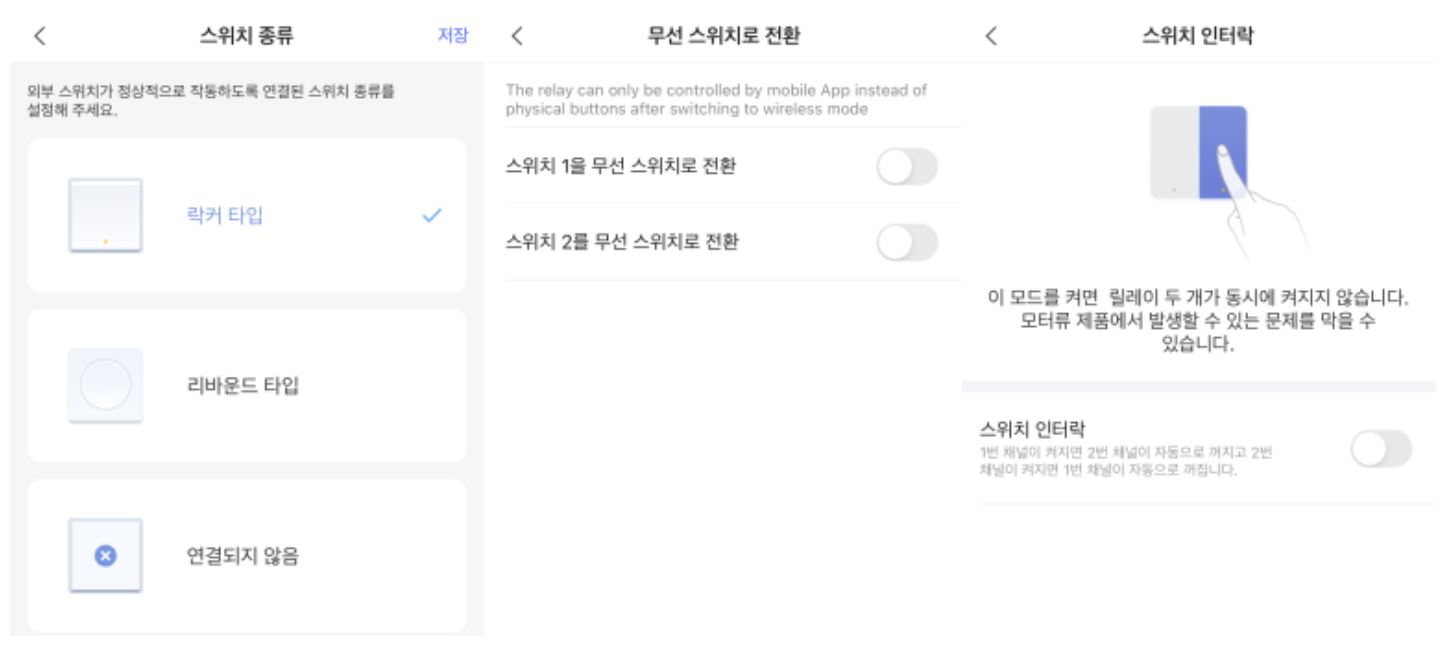 스위치 종류
저장
외부 스위치가 정상적으로 작동하도록 연결된 스위치 종류를
설정해 주세요.
락커 타입
리바운드 타입
연결되지 않음
무선 스위치로 전환
The relay can only be controlled by mobile App instead of
physical buttons after switching to wireless mode
스위치 1을 무선 스위치로 전환
스위치 2를 무선 스위치로 전환
스위치 인터락
이 모드를 켜면 릴레이 두 개가 동시에 켜지지 않습니다.
모터류 제품에서 발생할 수 있는 문제를 막을 수
있습니다.
스위치 인터락
1번 채널이 켜지면 2번 채널이 자동으로 꺼지고 2번
채널이 켜지면 1번 채널이 자동으로 꺼집니다.